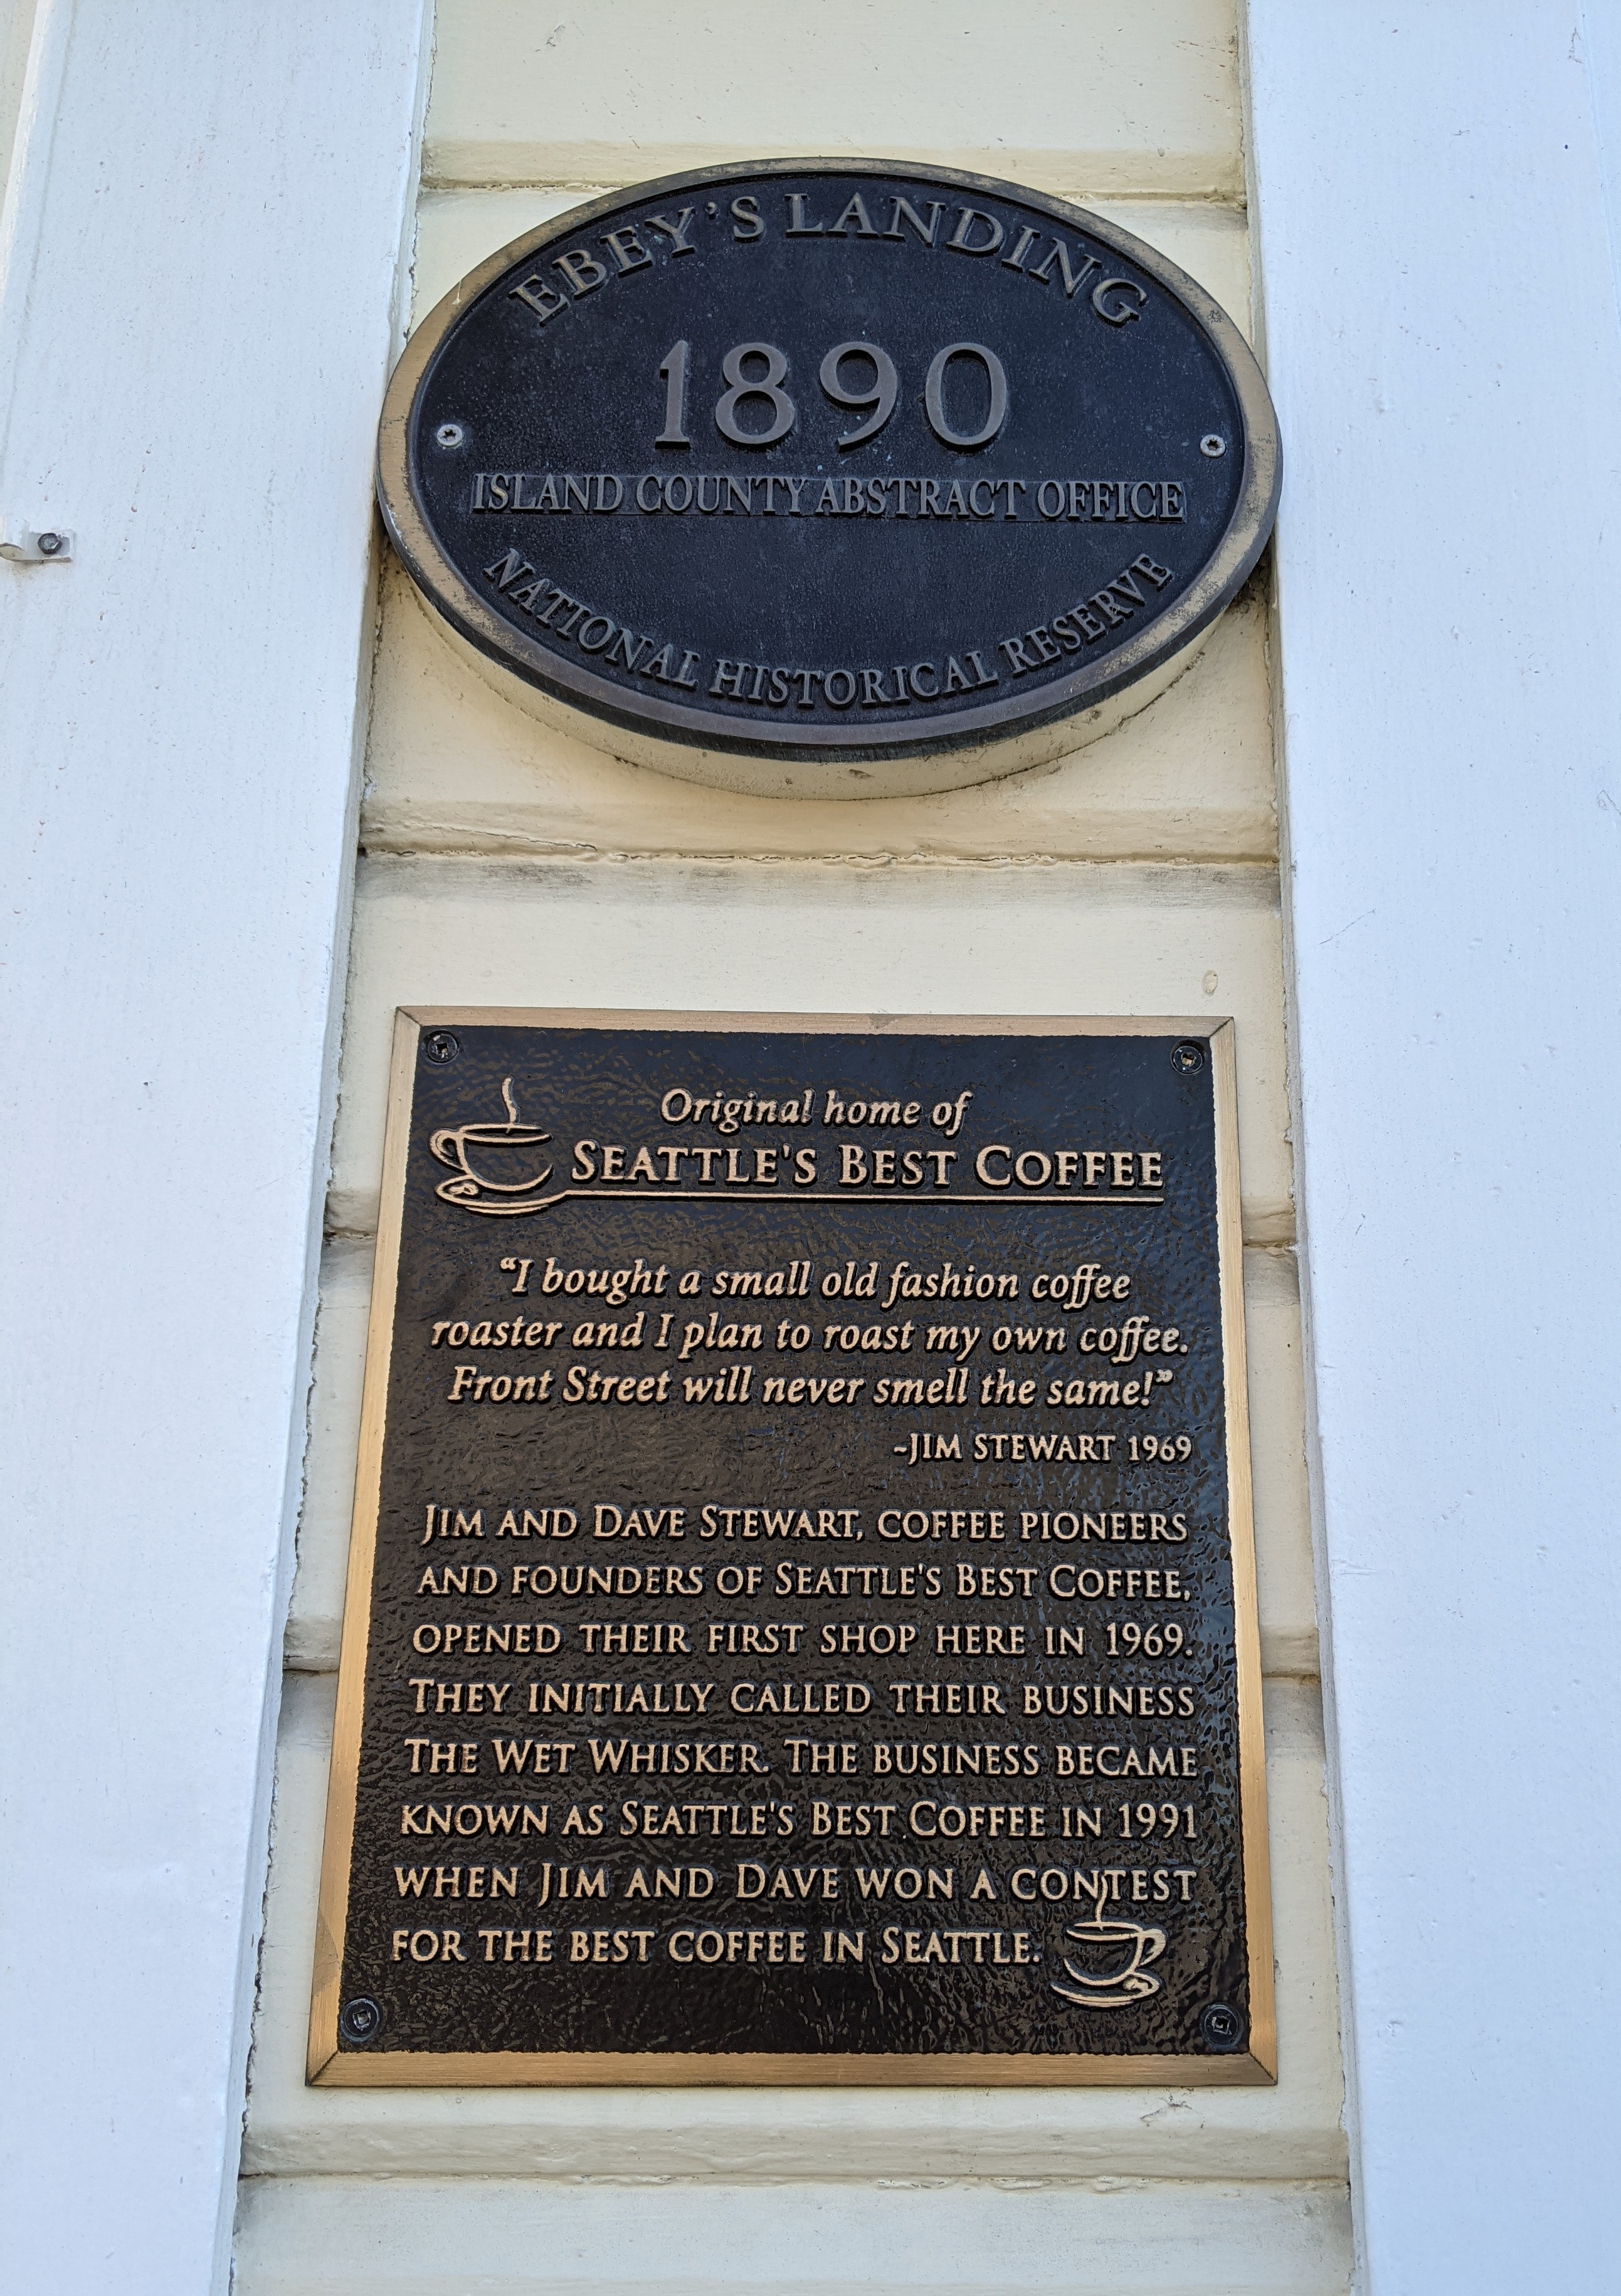 EBEY'S LANDING
1890
ISLAND COUNTY ABSTRACT OFFICE
NATIONAL HISTORICAL RESERVE
Original home of
SEATTLE'S BEST COFFEE
“I bought a small old fashion coffee
roaster and I plan to roast my own coffee.
Front Street will never smell the same!”
-JIM STEWART 1969
JIM AND DAVE STEWART, COFFEE PIONEERS
AND FOUNDERS OF SEATTLE'S BEST COFFEE,
OPENED THEIR FIRST SHOP HERE IN 1969.
THEY INITIALLY CALLED THEIR BUSINESS
THE WET WHISKER. THE BUSINESS BECAME
KNOWN AS SEATTLE'S BEST COFFEE IN 1991
WHEN JIM AND DAVE WON A CONTEST
FOR THE BEST COFFEE IN SEATTLE.